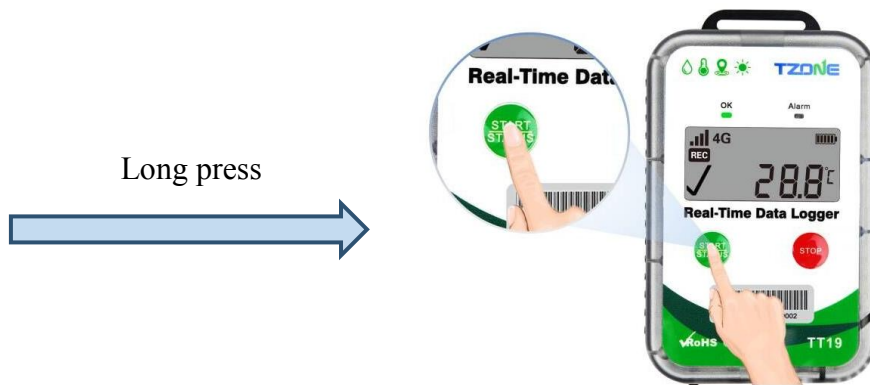 Long press
Real-Time Data
START
STATUS
TZONE
OK Alarm
4G
REC
28.8℃
Real-Time Data Logger
START
STATUS
STOP
RoHS TT19